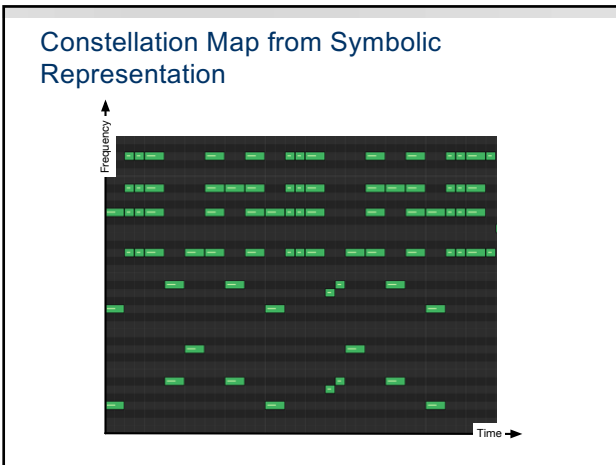 Constellation Map from Symbolic
Representation
Frequency
Time